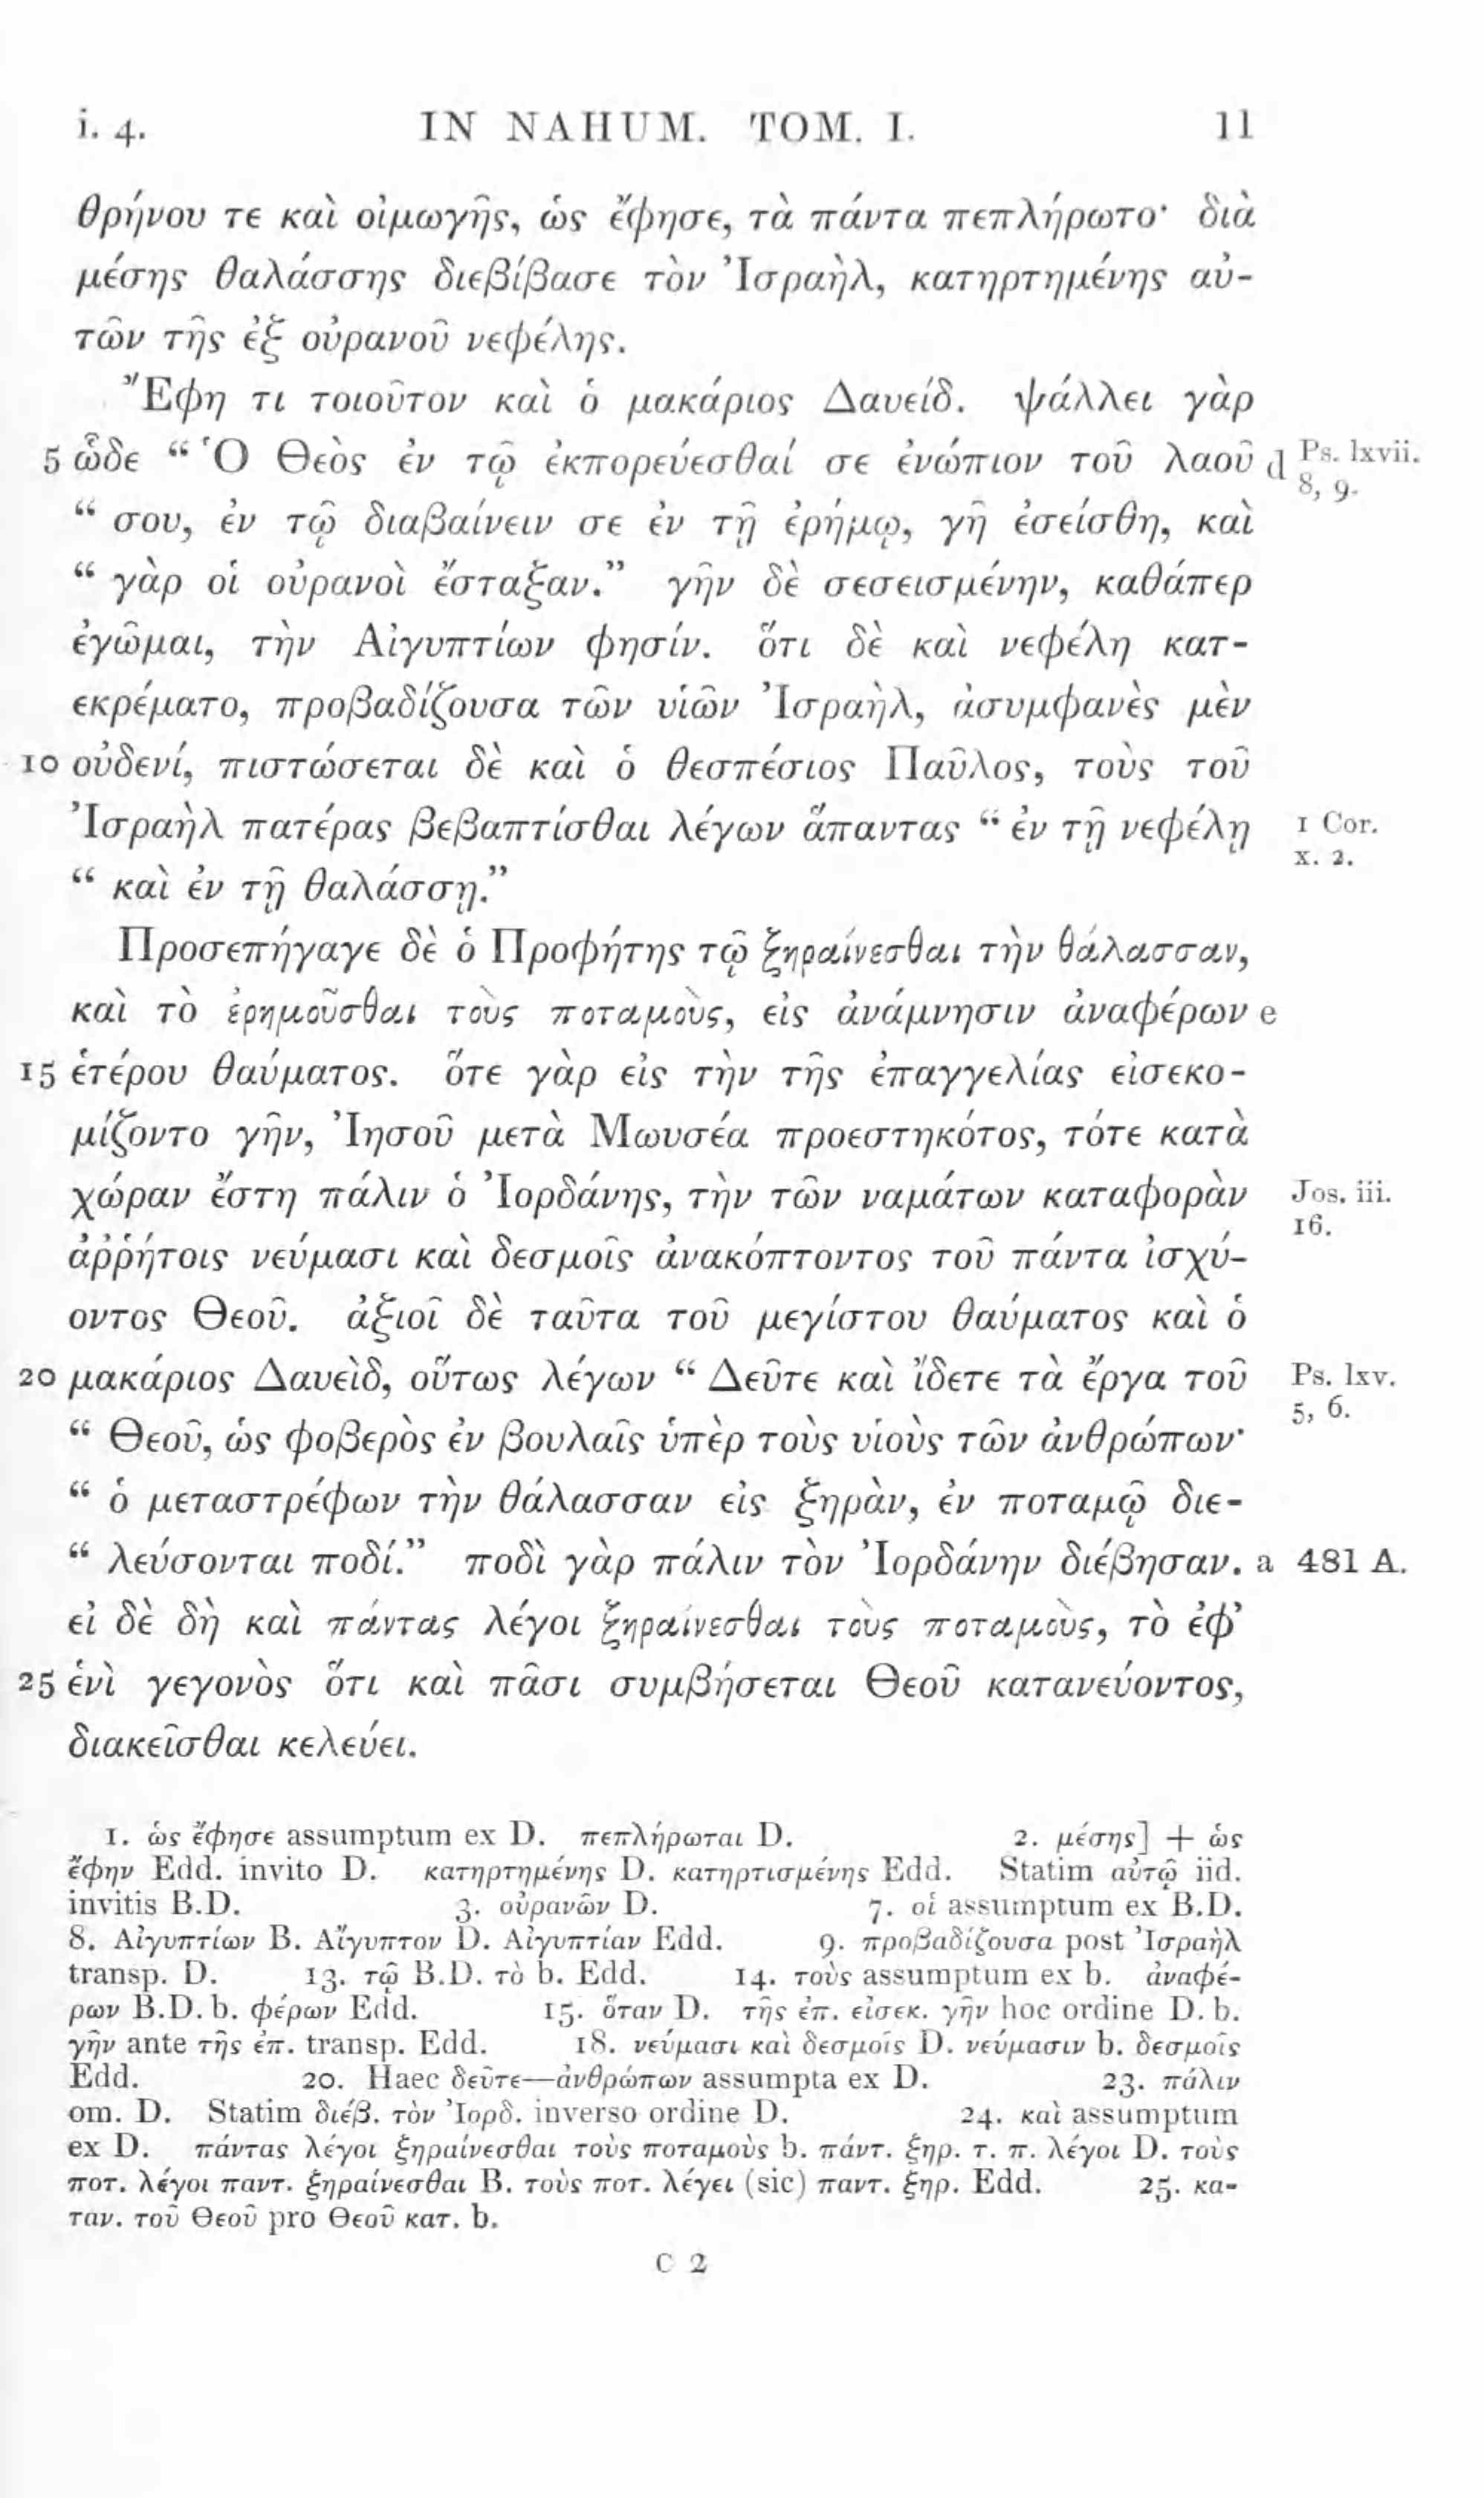 i. 4. IN NAHUM. TOM. I. 11
θρήνου τε καὶ οἰμωγῆς, ὡς ἔφησε, τὰ πάντα πεπλήρωτο· διὰ
μέσης θαλάσσης διεβίβασε τὸν Ἰσραὴλ, κατηρτημένης αὐ-
τῶν τῆς ἐξ οὐρανοῦ νεφέλης.
Ἔφη τι τοιοῦτον καὶ ὁ μακάριος Δαυείδ. ψάλλει γὰρ
5 ὧδε “ Ὁ Θεὸς ἐν τῷ ἐκπορεύεσθαί σε ἐνώπιον τοῦ λαοῦ d Ps. lxvii.
8, 9.
“ σου, ἐν τῷ διαβαίνειν σε ἐν τῇ ἐρήμῳ, γῆ ἐσείσθη, καὶ
“ γὰρ οἱ οὐρανοὶ ἔσταξαν.” γῆν δὲ σεσεισμένην, καθάπερ
ἐγᾦμαι, τὴν Αἰγυπτίων φησίν. ὅτι δὲ καὶ νεφέλη κατ-
εκρέματο, προβαδίζουσα τῶν υἱῶν Ἰσραὴλ, ἀσυμφανὲς μὲν
10 οὐδενί, πιστώσεται δὲ καὶ ὁ θεσπέσιος Παῦλος, τοὺς τοῦ
Ἰσραὴλ πατέρας βεβαπτίσθαι λέγων ἅπαντας “ ἐν τῇ νεφέλῃ 1 Cor.
x. 2.
“ καὶ ἐν τῇ θαλάσσῃ.”
Προσεπήγαγε δὲ ὁ Προφήτης τῷ ξηραίνεσθαι τὴν θάλασσαν,
καὶ τὸ ἐρημοῦσθαι τοὺς ποταμοὺς, εἰς ἀνάμνησιν ἀναφέρων e
15 ἑτέρου θαύματος. ὅτε γὰρ εἰς τὴν τῆς ἐπαγγελίας εἰσεκο-
μίζοντο γῆν, Ἰησοῦ μετὰ Μωυσέα προεστηκότος, τότε κατὰ
χώραν ἔστη πάλιν ὁ Ἰορδάνης, τὴν τῶν ναμάτων καταφορὰν Jos. iii.
16.
ἀῤῥήτοις νεύμασι καὶ δεσμοῖς ἀνακόπτοντος τοῦ πάντα ἰσχύ-
οντος Θεοῦ. ἀξιοῖ δὲ ταῦτα τοῦ μεγίστου θαύματος καὶ ὁ
20 μακάριος Δαυεὶδ, οὕτως λέγων “ Δεῦτε καὶ ἴδετε τὰ ἔργα τοῦ Ps. lxv.
5, 6.
“ Θεοῦ, ὡς φοβερὸς ἐν βουλαῖς ὑπὲρ τοὺς υἱοὺς τῶν ἀνθρώπων·
“ ὁ μεταστρέφων τὴν θάλασσαν εἰς ξηρὰν, ἐν ποταμῷ διε-
“ λεύσονται ποδί.” ποδὶ γὰρ πάλιν τὸν Ἰορδάνην διέβησαν. a 481 A.
εἰ δὲ δὴ καὶ πάντας λέγοι ξηραίνεσθαι τοὺς ποταμοὺς, τὸ ἐφ’
25 ἑνὶ γεγονὸς ὅτι καὶ πᾶσι συμβήσεται Θεοῦ κατανεύοντος,
διακεῖσθαι κελεύει.
1. ὡς ἔφησε assumptum ex D. πεπλήρωται D. 2. μέσης] + ὡς
ἔφην Edd. invito D. κατηρτημένης D. κατηρτισμένης Edd. Statim αὐτῷ iid.
invitis B.D. 3. οὐρανῶν D. 7. οἱ assumptum ex B.D.
8. Αἰγυπτίων B. Αἴγυπτον D. Αἰγυπτίαν Edd. 9. προβαδίζουσα post Ἰσραὴλ
transp. D. 13. τῷ B.D. τὸ b. Edd. 14. τοὺς assumptum ex b. ἀναφέ-
ρων B.D. b. φέρων Edd. 15. ὅταν D. τῆς ἐπ. εἰσεκ. γῆν hoc ordine D. b.
γῆν ante τῆς ἐπ. transp. Edd. 18. νεύμασι καὶ δεσμοῖς D. νεύμασιν b. δεσμοῖς
Edd. 20. Haec δεῦτε—ἀνθρώπων assumpta ex D. 23. πάλιν
om. D. Statim διέβ. τὸν Ἰορδ. inverso ordine D. 24. καὶ assumptum
ex D. πάντας λέγοι ξηραίνεσθαι τοὺς ποταμοὺς b. πάντ. ξηρ. τ. π. λέγοι D. τοὺς
ποτ. λέγοι παντ. ξηραίνεσθαι B. τοὺς ποτ. λέγει (sic) παντ. ξηρ. Edd. 25. κα-
ταν. τοῦ Θεοῦ pro Θεοῦ κατ. b.
C 2